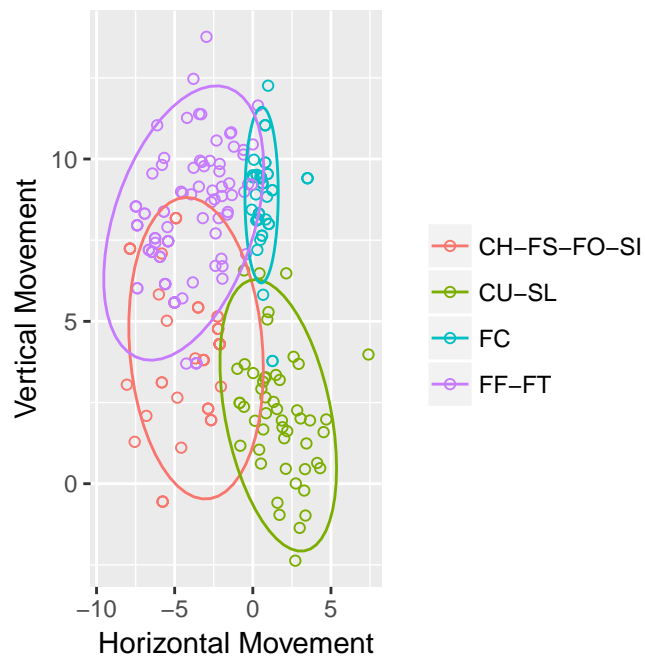 10
5
0
−10
−5
0
5
Vertical Movement
Horizontal Movement
CH−FS−FO−SI
CU−SL
FC
FF−FT